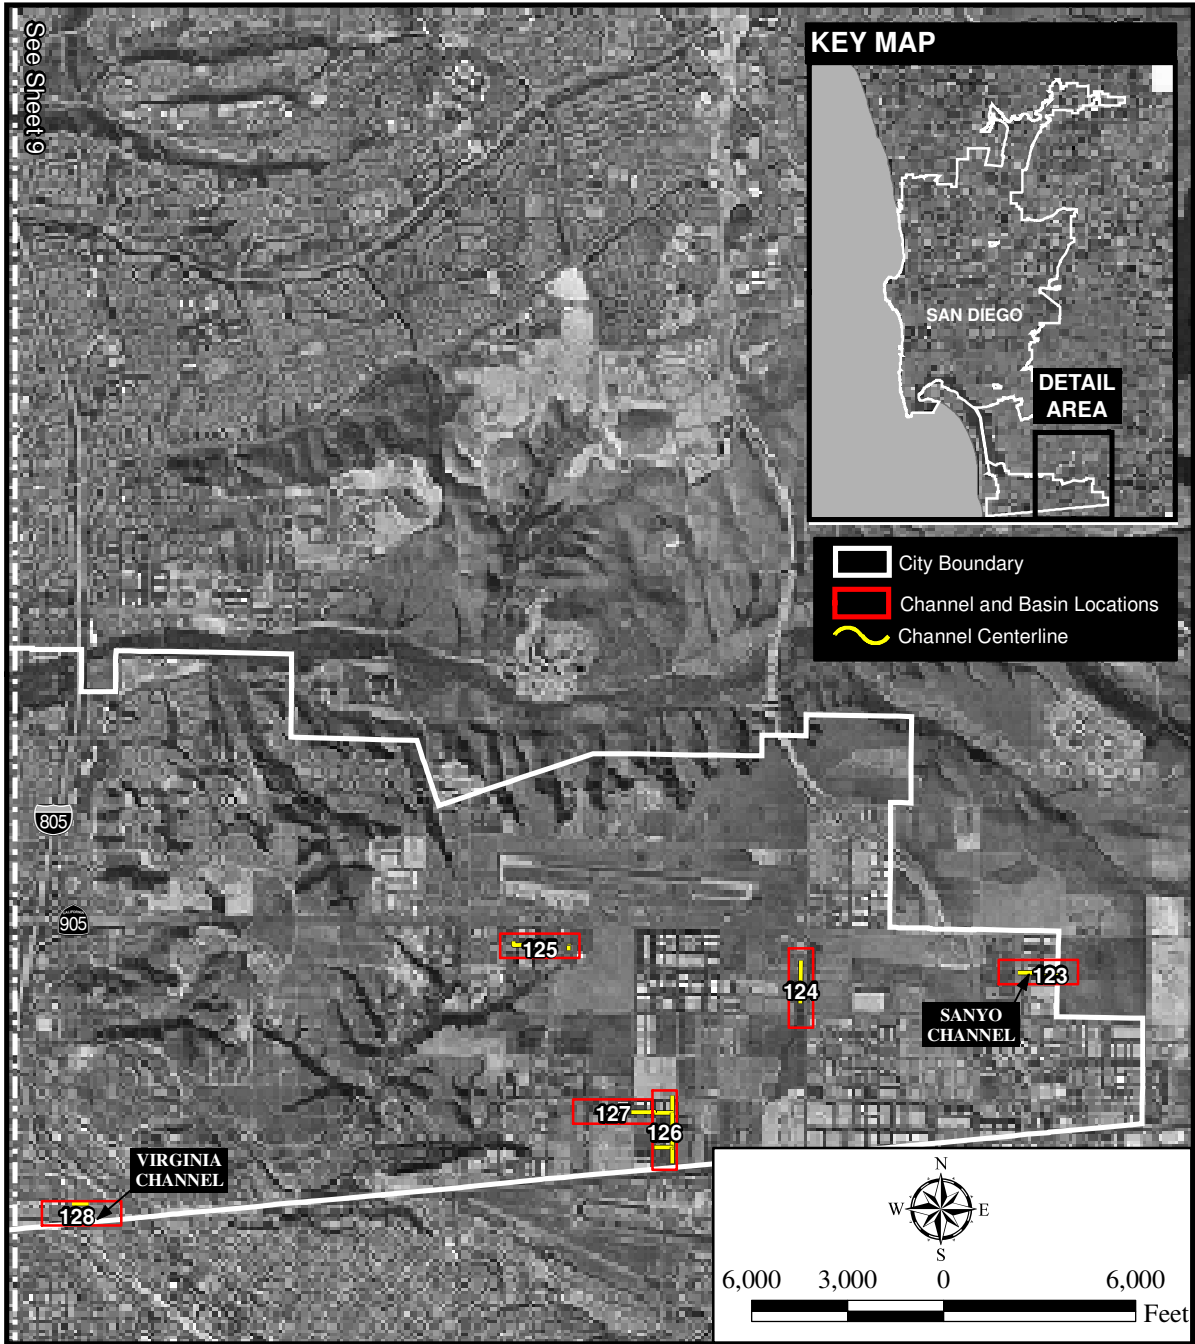 See Sheet 9
KEY MAP
SAN DIEGO
DETAIL
AREA
City Boundary
Channel and Basin Locations
Channel Centerline
805
CALIFORNIA
905
125
124
123
SANYO
CHANNEL
127
126
VIRGINIA
CHANNEL
128
N
W
E
S
6,000
3,000
0
6,000
Feet